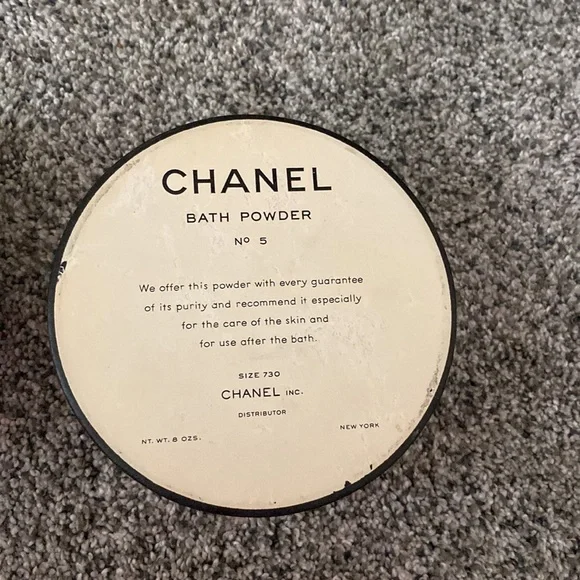 CHANEL
BATH POWDER
Nº 5
We offer this powder with every guarantee
of its purity and recommend it especially
for the care of the skin and
for use after the bath.
SIZE 730
CHANEL INC.
DISTRIBUTOR
NT. WT. 8 OZS. NEW YORK